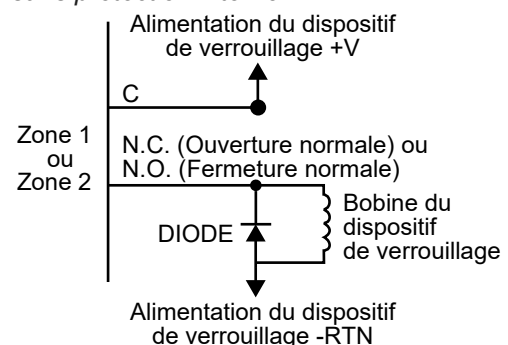 Alimentation du dispositif
de verrouillage +V
C
Zone 1
ou
Zone 2
N.C. (Ouverture normale) ou
N.O. (Fermeture normale)
DIODE
Bobine du
dispositif
de verrouillage
Alimentation du dispositif
de verrouillage -RTN